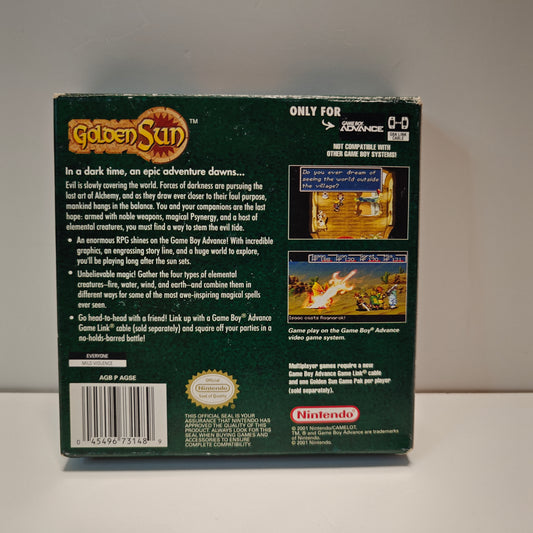 Golden Sun™
ONLY FOR
GAME BOY
ADVANCE
GBA LINK
CABLE
NOT COMPATIBLE WITH
OTHER GAME BOY SYSTEMS!
In a dark time, an epic adventure dawns...
Evil is slowly covering the world. Forces of darkness are pursuing the
lost art of Alchemy, and as they draw ever closer to their foul purpose,
mankind hangs in the balance. You and your companions are the last
hope: armed with noble weapons, magical Psynergy, and a host of
elemental creatures, you must find a way to stem the evil tide.
• An enormous RPG shines on the Game Boy Advance! With incredible
graphics, an engrossing story line, and a huge world to explore,
you'll be playing long after the sun sets.
• Unbelievable magic! Gather the four types of elemental
creatures—fire, water, wind, and earth—and combine them in
different ways for some of the most awe-inspiring magical spells
ever seen.
• Go head-to-head with a friend! Link up with a Game Boy® Advance
Game Link® cable (sold separately) and square off your parties in a
no-holds-barred battle!
Do you ever dream of
seeing the world outside
the village?
Isaac casts Ragnarok!
Game play on the Game Boy® Advance
video game system.
Multiplayer games require a new
Game Boy Advance Game Link® cable
and one Golden Sun Game Pak per player
(sold separately).
EVERYONE
MILD VIOLENCE
AGB P AGSE
0 45496 73148 9
Official
Nintendo
Seal of Quality
THIS OFFICIAL SEAL IS YOUR
ASSURANCE THAT NINTENDO HAS
APPROVED THE QUALITY OF THIS
PRODUCT. ALWAYS LOOK FOR THIS
SEAL WHEN BUYING GAMES AND
ACCESSORIES TO ENSURE
COMPLETE COMPATIBILITY.
Nintendo®
© 2001 Nintendo/CAMELOT.
TM, ® and Game Boy Advance are trademarks
of Nintendo.
© 2001 Nintendo.